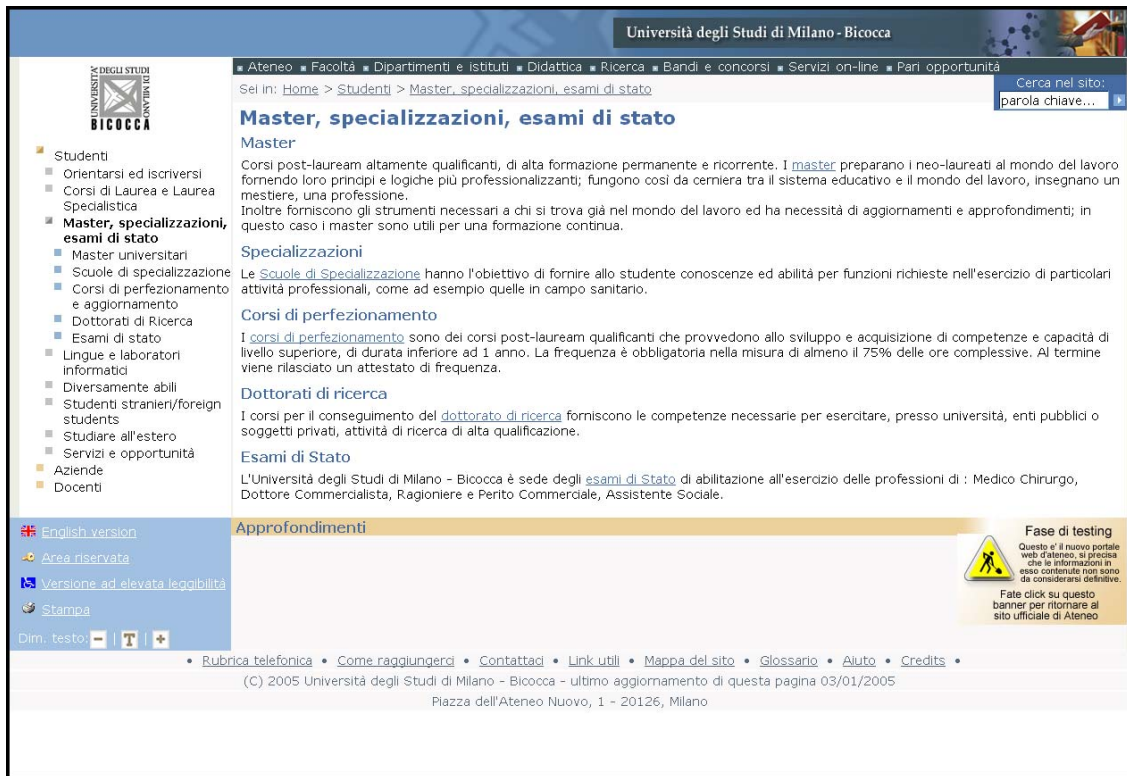 Università degli Studi di Milano - Bicocca
UNIVERSITÀ DEGLI STUDI DI MILANO
BICOCCA
Ateneo Facoltà Dipartimenti e istituti Didattica Ricerca Bandi e concorsi Servizi on-line Pari opportunità
Sei in: Home > Studenti > Master, specializzazioni, esami di stato
Cerca nel sito:
parola chiave...
Studenti
Orientarsi ed iscriversi
Corsi di Laurea e Laurea
Specialistica
Master, specializzazioni,
esami di stato
Master universitari
Scuole di specializzazione
Corsi di perfezionamento
e aggiornamento
Dottorati di Ricerca
Esami di stato
Lingue e laboratori
informatici
Diversamente abili
Studenti stranieri/foreign
students
Studiare all'estero
Servizi e opportunità
Aziende
Docenti
Master, specializzazioni, esami di stato
Master
Corsi post-lauream altamente qualificanti, di alta formazione permanente e ricorrente. I master preparano i neo-laureati al mondo del lavoro
fornendo loro principi e logiche più professionalizzanti; fungono così da cerniera tra il sistema educativo e il mondo del lavoro, insegnano un
mestiere, una professione.
Inoltre forniscono gli strumenti necessari a chi si trova già nel mondo del lavoro ed ha necessità di aggiornamenti e approfondimenti; in
questo caso i master sono utili per una formazione continua.
Specializzazioni
Le Scuole di Specializzazione hanno l'obiettivo di fornire allo studente conoscenze ed abilità per funzioni richieste nell'esercizio di particolari
attività professionali, come ad esempio quelle in campo sanitario.
Corsi di perfezionamento
I corsi di perfezionamento sono dei corsi post-lauream qualificanti che provvedono allo sviluppo e acquisizione di competenze e capacità di
livello superiore, di durata inferiore ad 1 anno. La frequenza è obbligatoria nella misura di almeno il 75% delle ore complessive. Al termine
viene rilasciato un attestato di frequenza.
Dottorati di ricerca
I corsi per il conseguimento del dottorato di ricerca forniscono le competenze necessarie per esercitare, presso università, enti pubblici o
soggetti privati, attività di ricerca di alta qualificazione.
Esami di Stato
L'Università degli Studi di Milano - Bicocca è sede degli esami di Stato di abilitazione all'esercizio delle professioni di : Medico Chirurgo,
Dottore Commercialista, Ragioniere e Perito Commerciale, Assistente Sociale.
English version
Area riservata
Versione ad elevata leggibilità
Stampa
Dim. testo: - | T | +
Approfondimenti
Fase di testing
Questo e' il nuovo portale
web d'ateneo, si precisa
che le informazioni in
esso contenute non sono
da considerarsi definitive.
Fate click su questo
banner per ritornare al
sito ufficiale di Ateneo
• Rubrica telefonica • Come raggiungerci • Contattaci • Link utili • Mappa del sito • Glossario • Aiuto • Credits •
(C) 2005 Università degli Studi di Milano - Bicocca - ultimo aggiornamento di questa pagina 03/01/2005
Piazza dell'Ateneo Nuovo, 1 - 20126, Milano